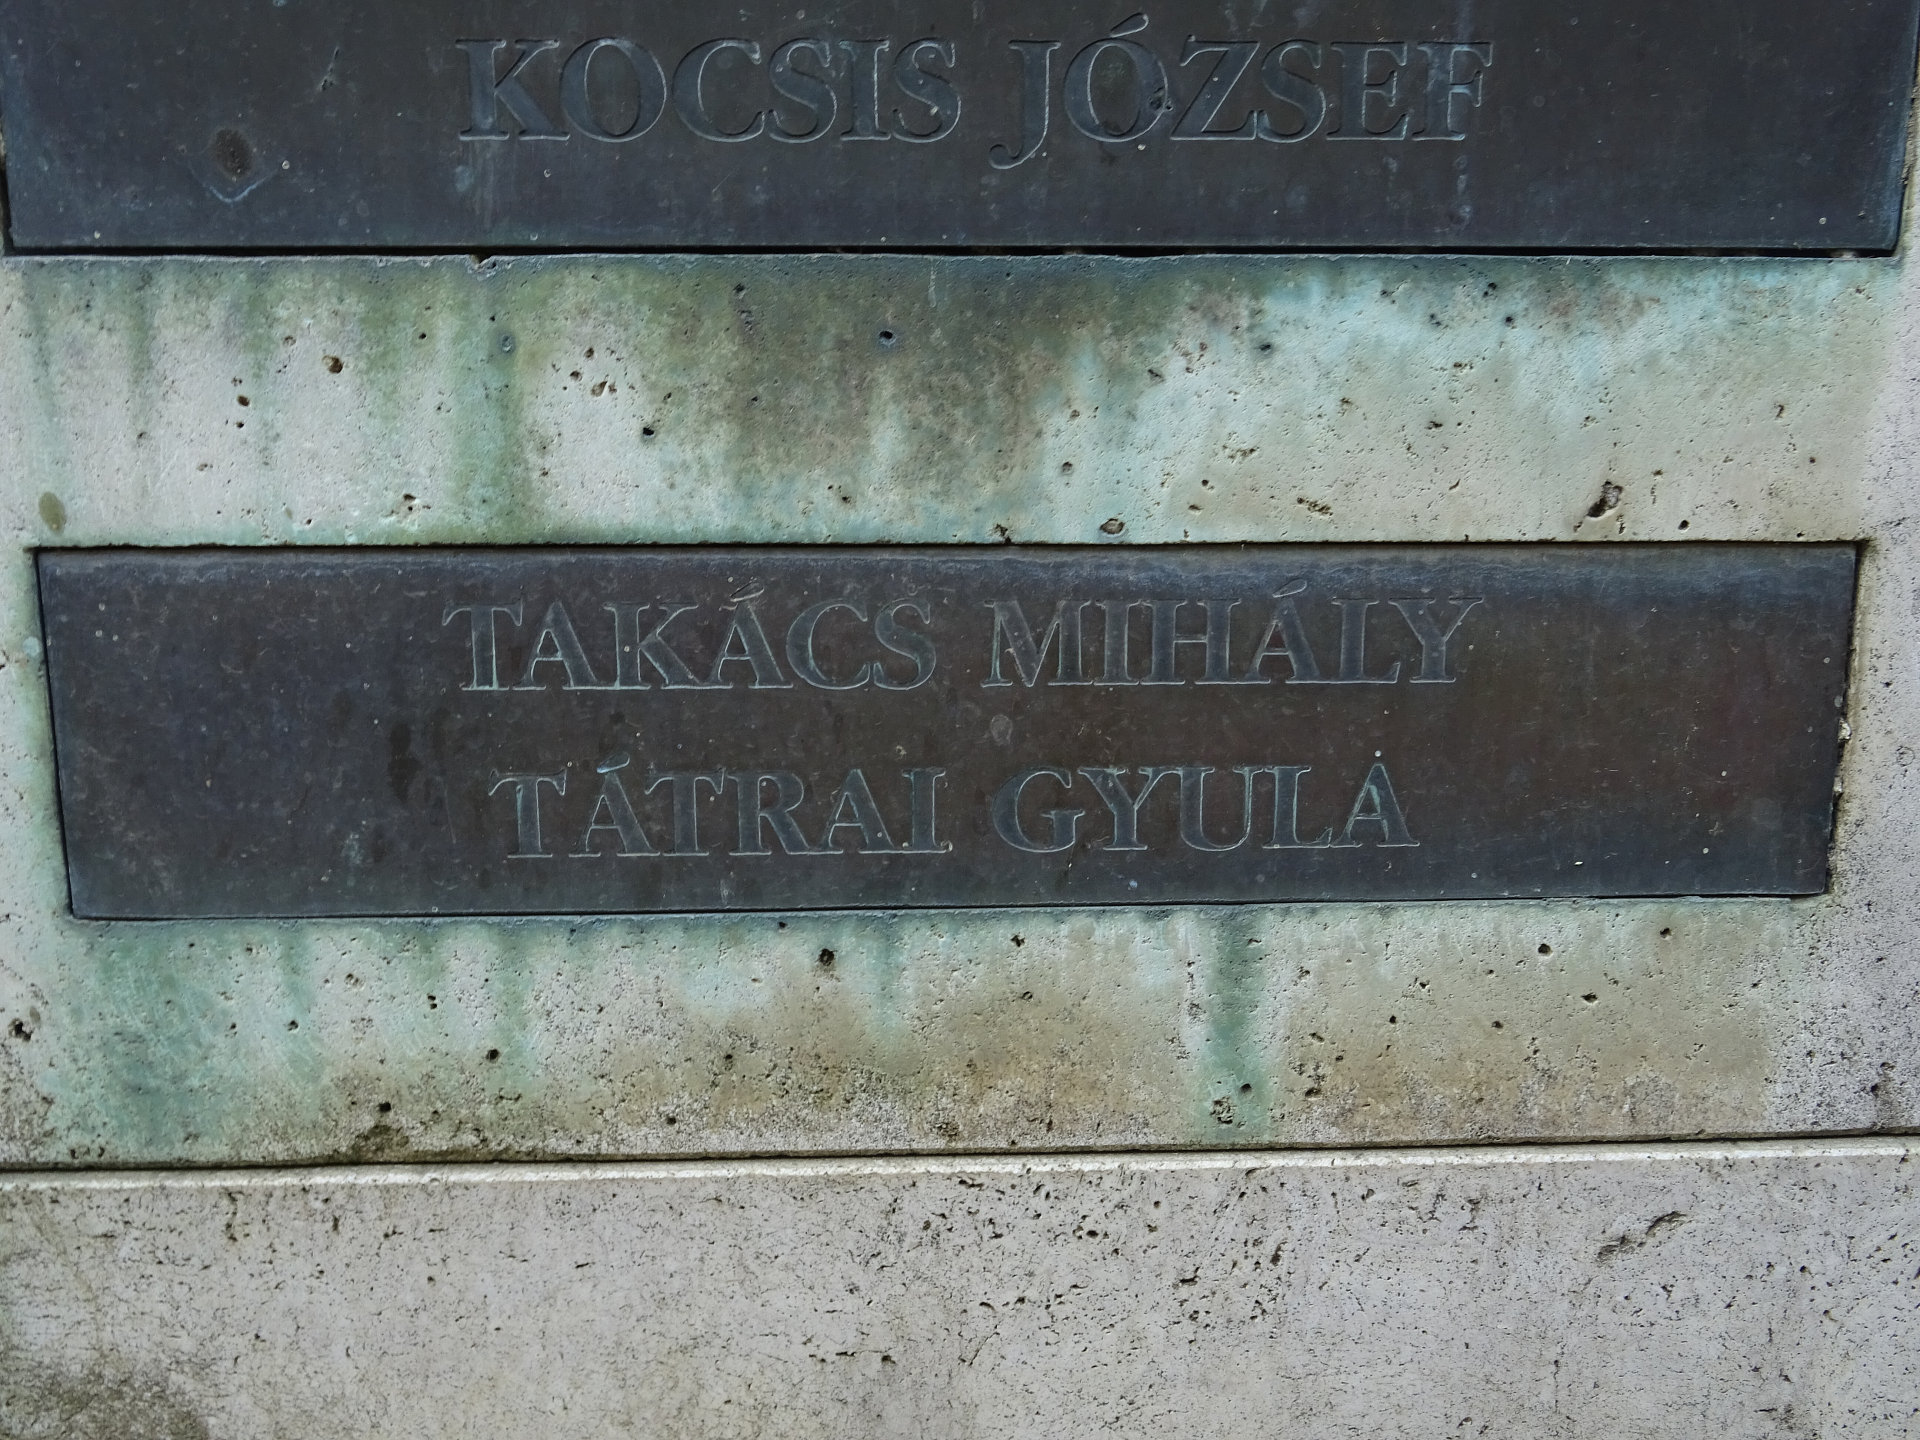 KOCSIS JÓZSEF
TAKÁCS MIHÁLY
TÁTRAI GYULA